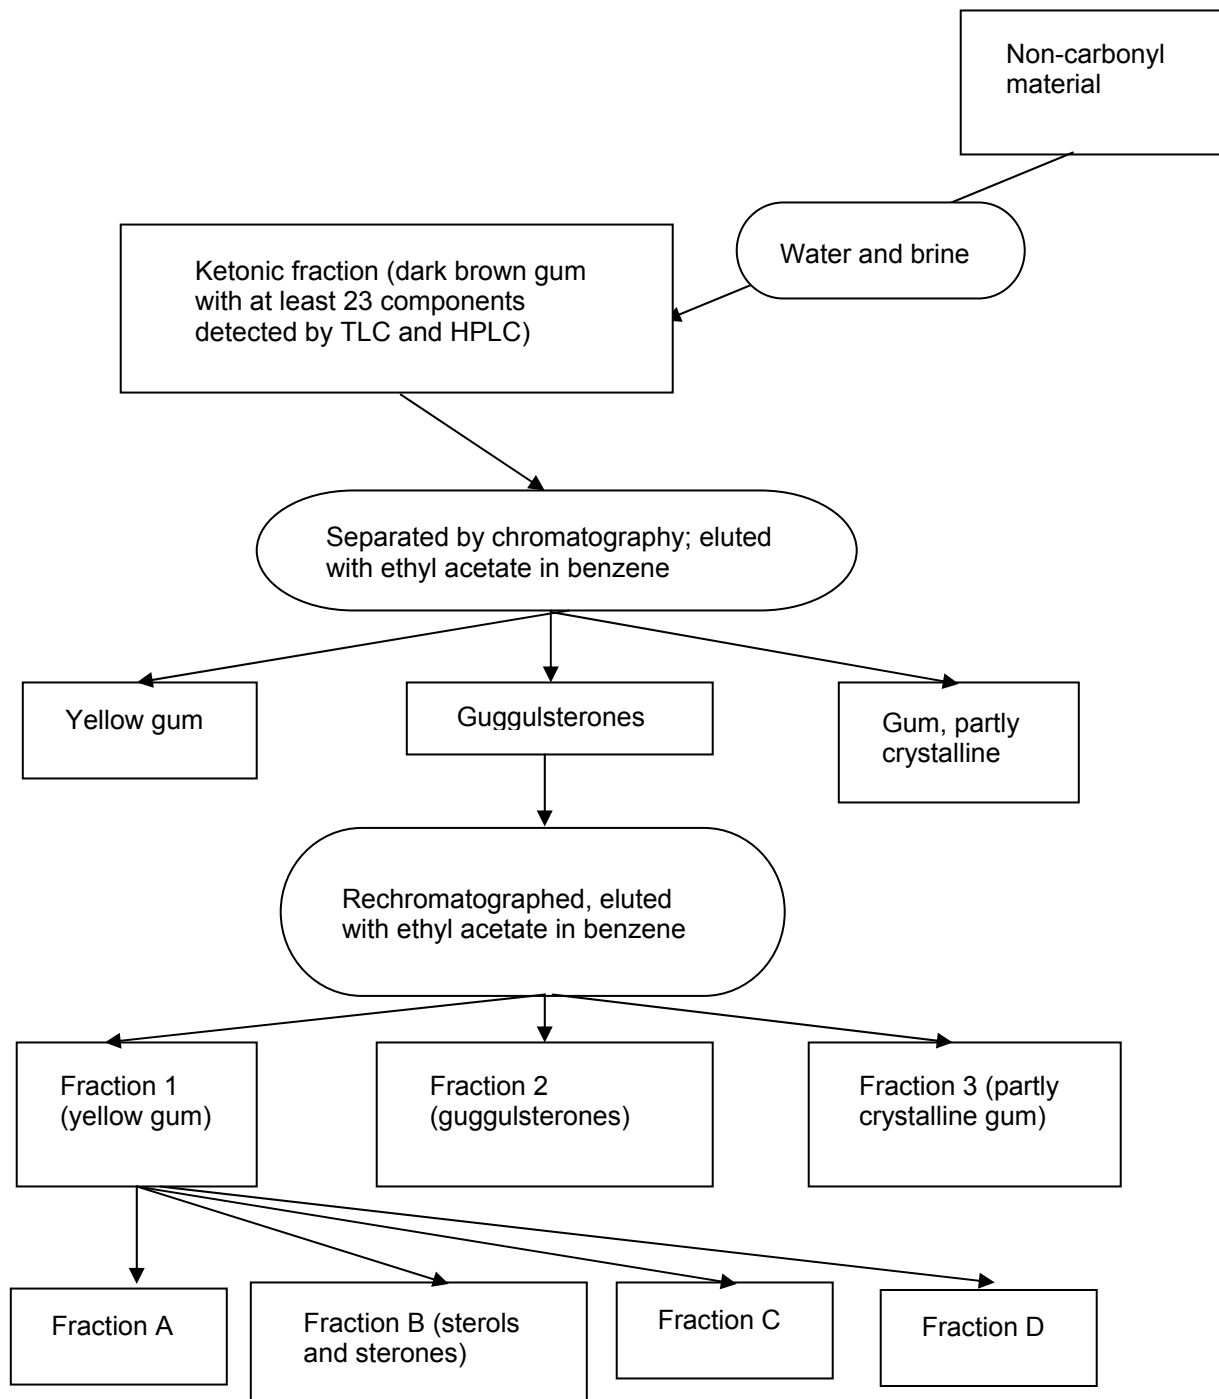 Non-carbonyl
material
Water and brine
Ketonic fraction (dark brown gum
with at least 23 components
detected by TLC and HPLC)
Separated by chromatography; eluted
with ethyl acetate in benzene
Yellow gum
Guggulsterones
Gum, partly
crystalline
Rechromatographed, eluted
with ethyl acetate in benzene
Fraction 1
(yellow gum)
Fraction 2
(guggulsterones)
Fraction 3 (partly
crystalline gum)
Fraction A
Fraction B (sterols
and sterones)
Fraction C
Fraction D